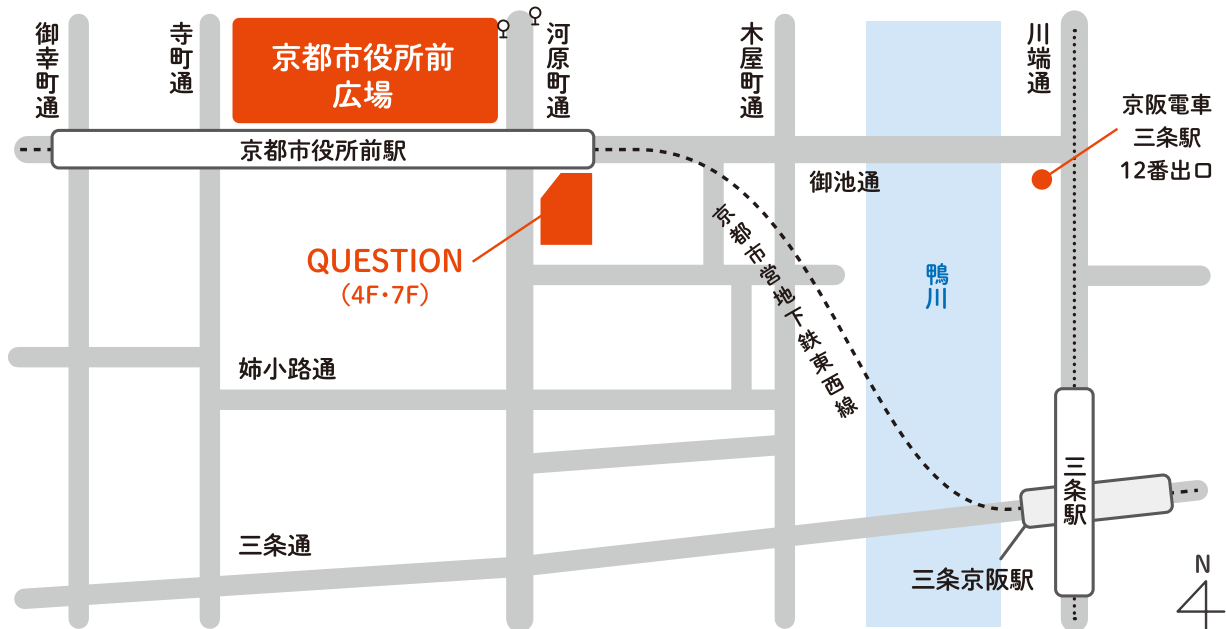 御幸町通
寺町通
京都市役所前
広場
河原町通
木屋町通
川端通
京阪電車
三条駅
12番出口
京都市役所前駅
御池通
QUESTION
(4F・7F)
京都市営地下鉄東西線
鴨川
姉小路通
三条駅
三条通
三条京阪駅
N